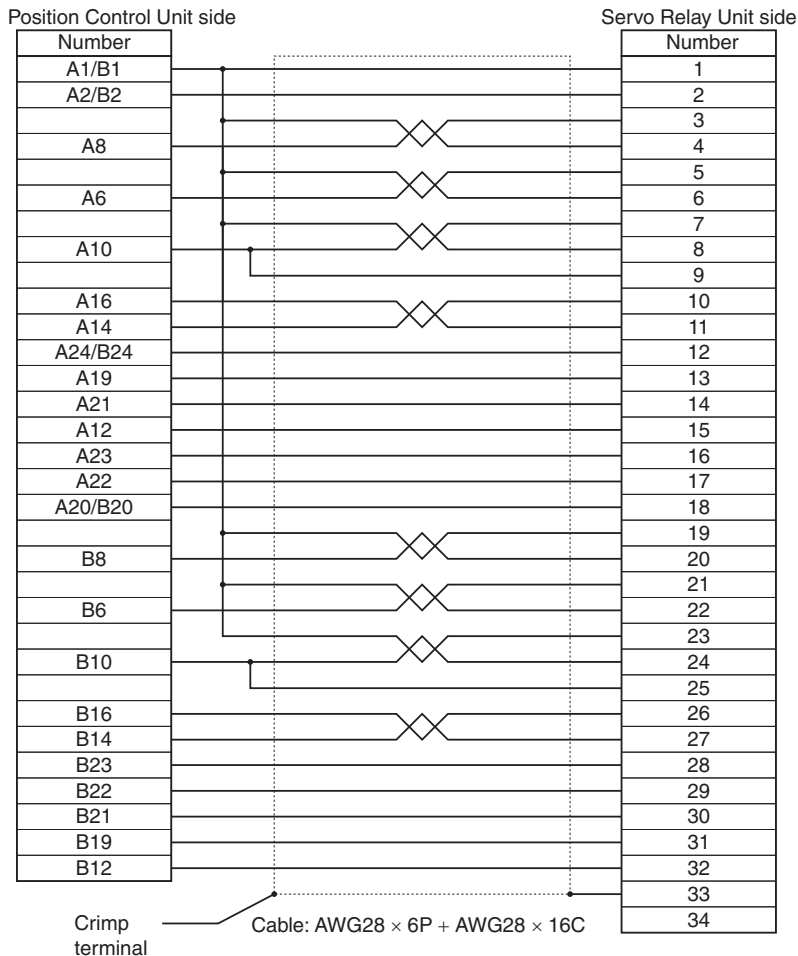 Position Control Unit side Servo Relay Unit side
Number Number
A1/B1 1
A2/B2 2
3
A8 4
5
A6 6
7
A10 8
9
A16 10
A14 11
A24/B24 12
A19 13
A21 14
A12 15
A23 16
A22 17
A20/B20 18
19
B8 20
21
B6 22
23
B10 24
25
B16 26
B14 27
B23 28
B22 29
B21 30
B19 31
B12 32
33
34
Crimp terminal
Cable: AWG28 × 6P + AWG28 × 16C